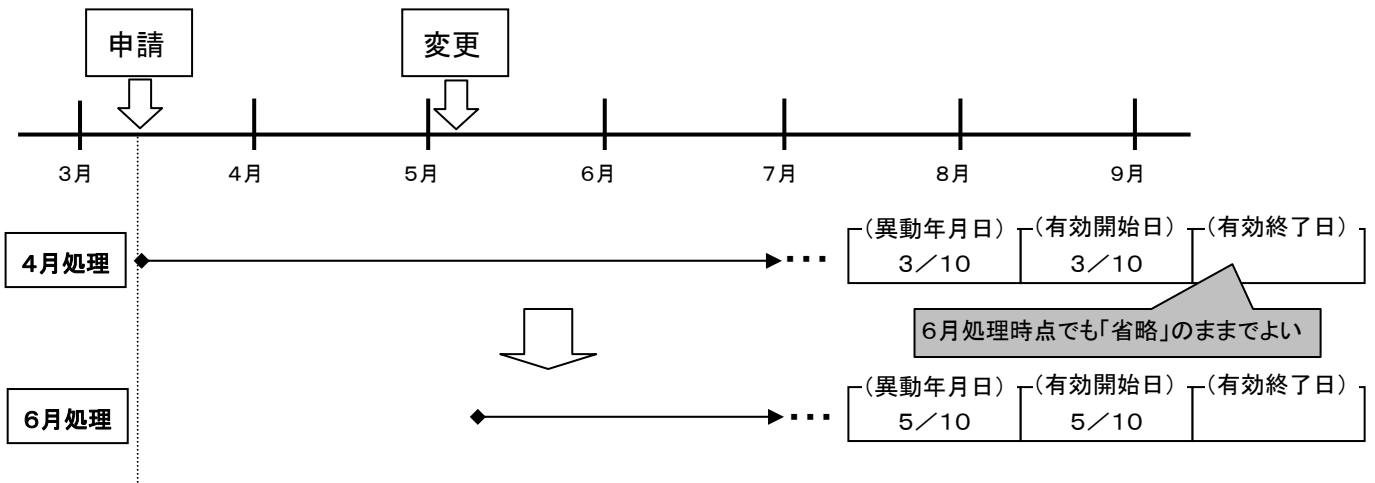 申請
変更
3月 4月 5月 6月 7月 8月 9月
(異動年月日) (有効開始日) (有効終了日)
4月処理 ・・・ 3／10 3／10
6月処理時点でも「省略」のままでよい
(異動年月日) (有効開始日) (有効終了日)
6月処理 ・・・ 5／10 5／10